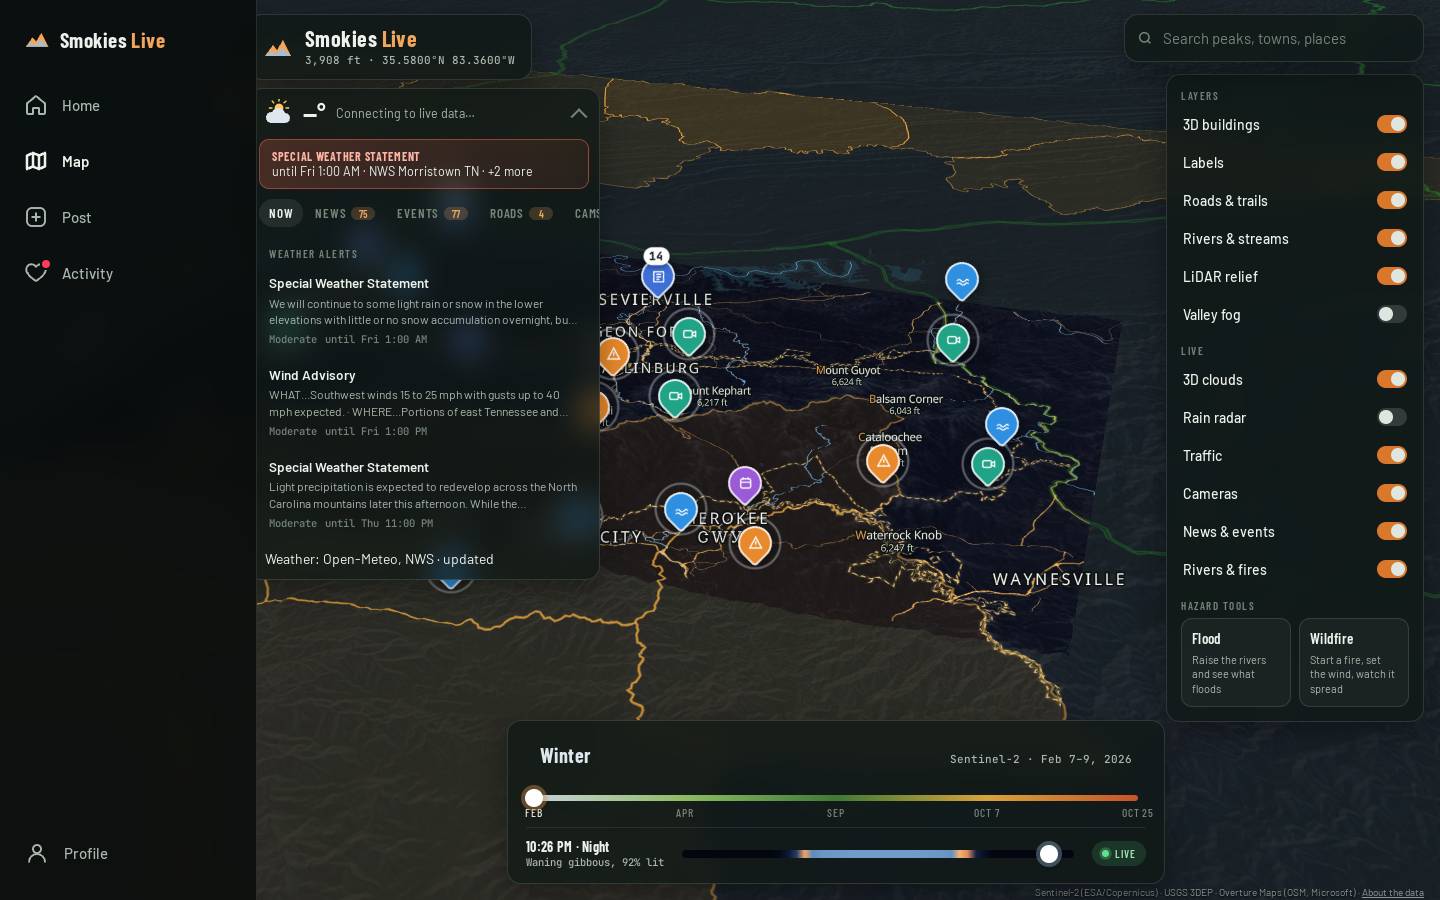 Smokies Live
Home
Map
Post
Activity
Profile
Smokies Live
3,908 ft · 35.5800°N 83.3600°W
—° Connecting to live data...
SPECIAL WEATHER STATEMENT
until Fri 1:00 AM · NWS Morristown TN · +2 more
NOW NEWS 75 EVENTS 77 ROADS 4 CAMS
WEATHER ALERTS
Special Weather Statement
We will continue to some light rain or snow in the lower
elevations with little or no snow accumulation overnight, bu...
Moderate until Fri 1:00 AM
Wind Advisory
WHAT...Southwest winds 15 to 25 mph with gusts up to 40
mph expected. · WHERE...Portions of east Tennessee and...
Moderate until Fri 1:00 PM
Special Weather Statement
Light precipitation is expected to redevelop across the North
Carolina mountains later this afternoon. While the...
Moderate until Thu 11:00 PM
Weather: Open-Meteo, NWS · updated
14
SEVIERVILLE
EON FO
LINBURG
unt Kephart
6,217 ft
Mount Guyot
6,624 ft
Balsam Corner
6,043 ft
Cataloochee
EROKEE
GWY
CITY
Waterrock Knob
6,247 ft
WAYNESVILLE
Search peaks, towns, places
LAYERS
3D buildings
Labels
Roads & trails
Rivers & streams
LiDAR relief
Valley fog
LIVE
3D clouds
Rain radar
Traffic
Cameras
News & events
Rivers & fires
HAZARD TOOLS
Flood
Raise the rivers
and see what
floods
Wildfire
Start a fire, set
the wind, watch it
spread
Winter
Sentinel-2 · Feb 7–9, 2026
FEB APR SEP OCT 7 OCT 25
10:26 PM · Night
Waning gibbous, 92% lit
LIVE
Sentinel-2 (ESA/Copernicus) · USGS 3DEP · Overture Maps (OSM, Microsoft) · About the data